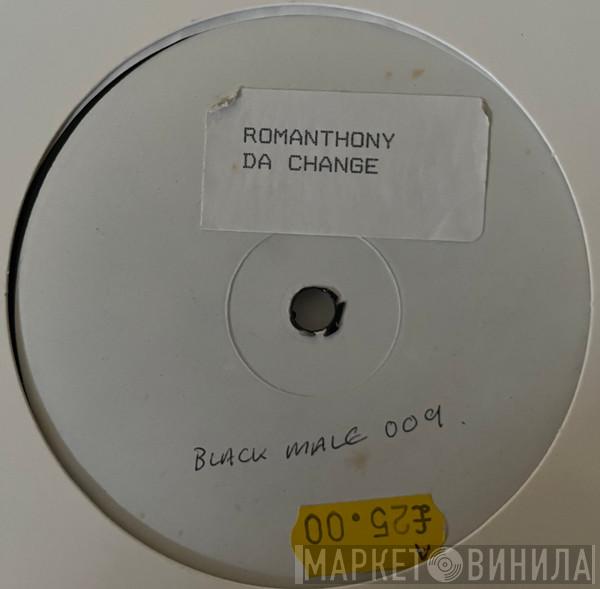 ROMANTHONY
DA CHANGE
BLACK MALE 009.
A
£25.00
МАРКЕТ ВИНИЛА